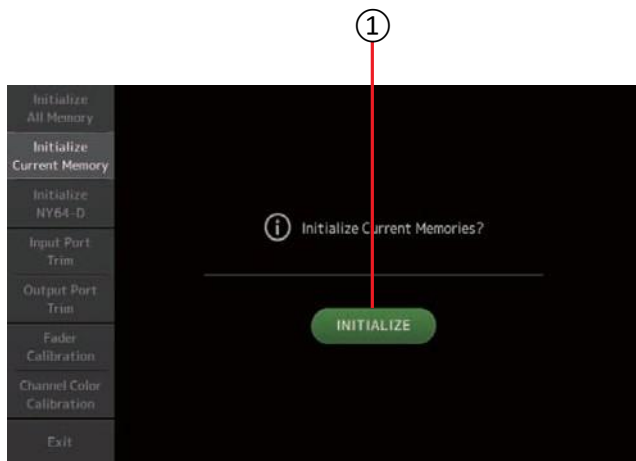 ①
Initialize
All Memory
Initialize
Current Memory
Initialize
NY64-D
Input Port
Trim
Output Port
Trim
Fader
Calibration
Channel Color
Calibration
Exit
Initialize Current Memories?
INITIALIZE